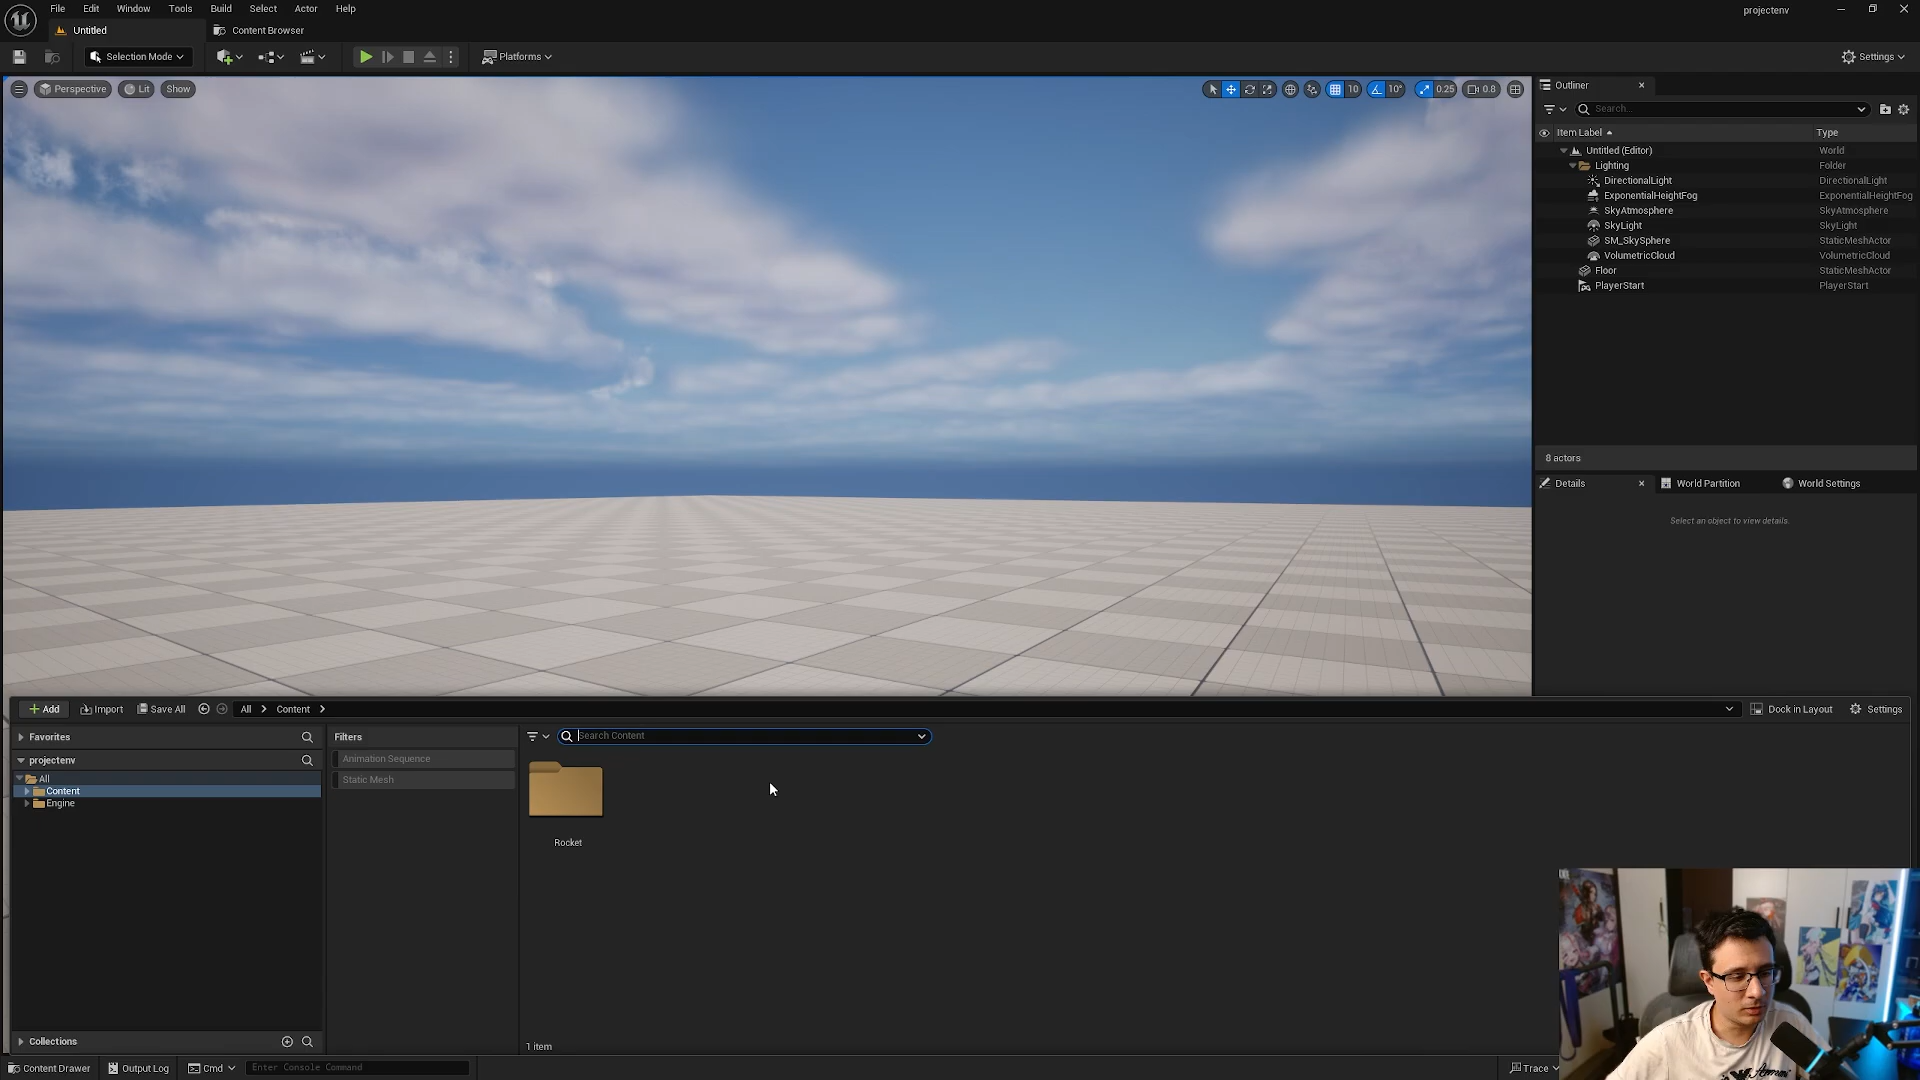 File Edit Window Tools Build Select Actor Help
projectenv
Untitled
Content Browser
Selection Mode
Platforms
Settings
Perspective
Lit
Show
10
10°
0.25
0.8
Outliner
Search...
Item Label
Type
Untitled (Editor)
World
Lighting
Folder
DirectionalLight
DirectionalLight
ExponentialHeightFog
ExponentialHeightFog
SkyAtmosphere
SkyAtmosphere
SkyLight
SkyLight
SM_SkySphere
StaticMeshActor
VolumetricCloud
VolumetricCloud
Floor
StaticMeshActor
PlayerStart
PlayerStart
8 actors
Details
World Partition
World Settings
Select an object to view details.
Add
Import
Save All
All
Content
Dock in Layout
Settings
Favorites
Filters
Search Content
projectenv
Animation Sequence
All
Static Mesh
Content
Engine
Rocket
Collections
1 item
Content Drawer
Output Log
Cmd
Enter Console Command
Trace